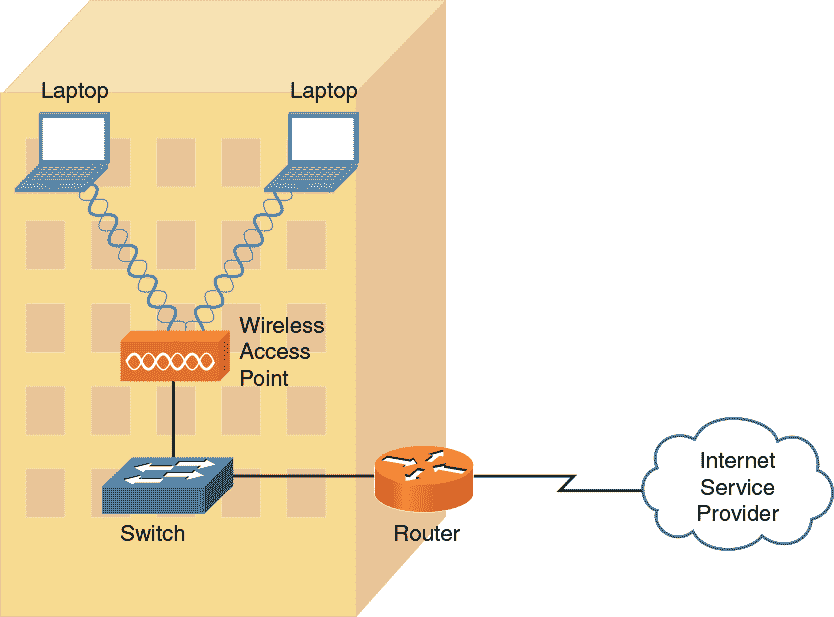 Laptop
Laptop
Wireless
Access
Point
Switch
Router
Internet
Service
Provider